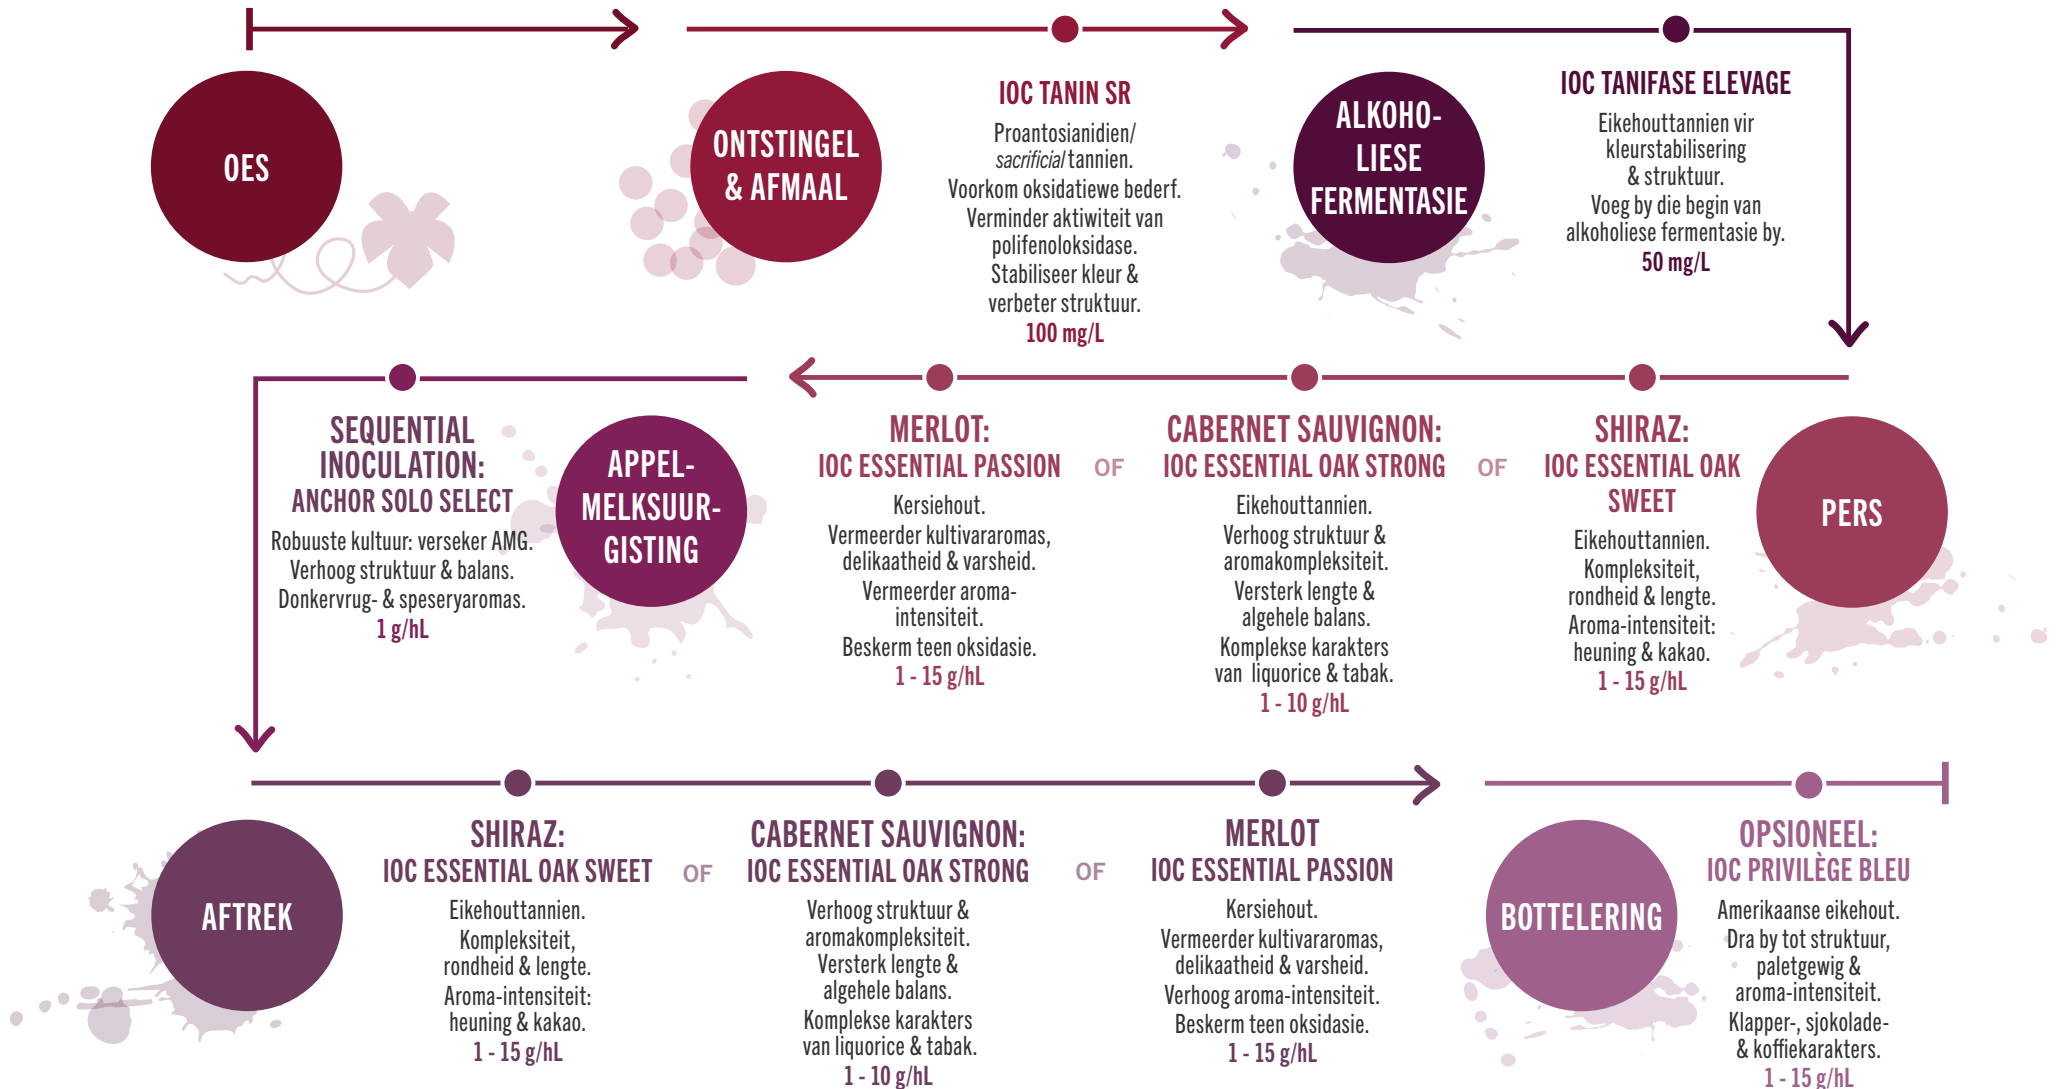 OES
ONTSTINGEL
& AFMAAL
IOC TANIN SR
Proantosianidien/
sacrificial tannien.
Voorkom oksidatiewe bederf.
Verminder aktiwiteit van
polifenoloksidase.
Stabiliseer kleur &
verbeter struktuur.
100 mg/L
ALKOHO-
LIESE
FERMENTASIE
IOC TANIFASE ELEVAGE
Eikehouttannien vir
kleurstabilisering
& struktuur.
Voeg by die begin van
alkoholiese fermentasie by.
50 mg/L
PERS
SHIRAZ:
IOC ESSENTIAL OAK
SWEET
Eikehouttannien.
Kompleksiteit,
rondheid & lengte.
Aroma-intensiteit:
heuning & kakao.
1 - 15 g/hL
OF
CABERNET SAUVIGNON:
IOC ESSENTIAL OAK STRONG
Eikehouttannien.
Verhoog struktuur &
aromakompleksiteit.
Versterk lengte &
algehele balans.
Komplekse karakters
van liquorice & tabak.
1 - 10 g/hL
OF
MERLOT:
IOC ESSENTIAL PASSION
Kersiehout.
Vermeerder kultivararomas,
delikaatheid & varsheid.
Vermeerder aroma-
intensiteit.
Beskerm teen oksidasie.
1 - 15 g/hL
APPEL-
MELKSUUR-
GISTING
SEQUENTIAL
INOCULATION:
ANCHOR SOLO SELECT
Robuuste kultuur: verseker AMG.
Verhoog struktuur & balans.
Donkervrug- & speseryaromas.
1 g/hL
AFTREK
SHIRAZ:
IOC ESSENTIAL OAK SWEET
Eikehouttannien.
Kompleksiteit,
rondheid & lengte.
Aroma-intensiteit:
heuning & kakao.
1 - 15 g/hL
OF
CABERNET SAUVIGNON:
IOC ESSENTIAL OAK STRONG
Verhoog struktuur &
aromakompleksiteit.
Versterk lengte &
algehele balans.
Komplekse karakters
van liquorice & tabak.
1 - 10 g/hL
OF
MERLOT
IOC ESSENTIAL PASSION
Kersiehout.
Vermeerder kultivararomas,
delikaatheid & varsheid.
Verhoog aroma-intensiteit.
Beskerm teen oksidasie.
1 - 15 g/hL
BOTTELERING
OPSIONEEL:
IOC PRIVILÈGE BLEU
Amerikaanse eikehout.
Dra by tot struktuur,
paletgewig &
aroma-intensiteit.
Klapper-, sjokolade-
& koffiekarakters.
1 - 15 g/hL